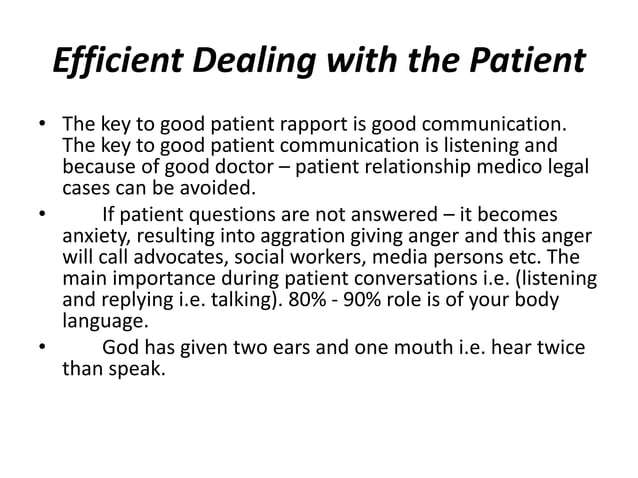 Efficient Dealing with the Patient
• The key to good patient rapport is good communication.
The key to good patient communication is listening and
because of good doctor – patient relationship medico legal
cases can be avoided.
• If patient questions are not answered – it becomes
anxiety, resulting into aggration giving anger and this anger
will call advocates, social workers, media persons etc. The
main importance during patient conversations i.e. (listening
and replying i.e. talking). 80% - 90% role is of your body
language.
• God has given two ears and one mouth i.e. hear twice
than speak.